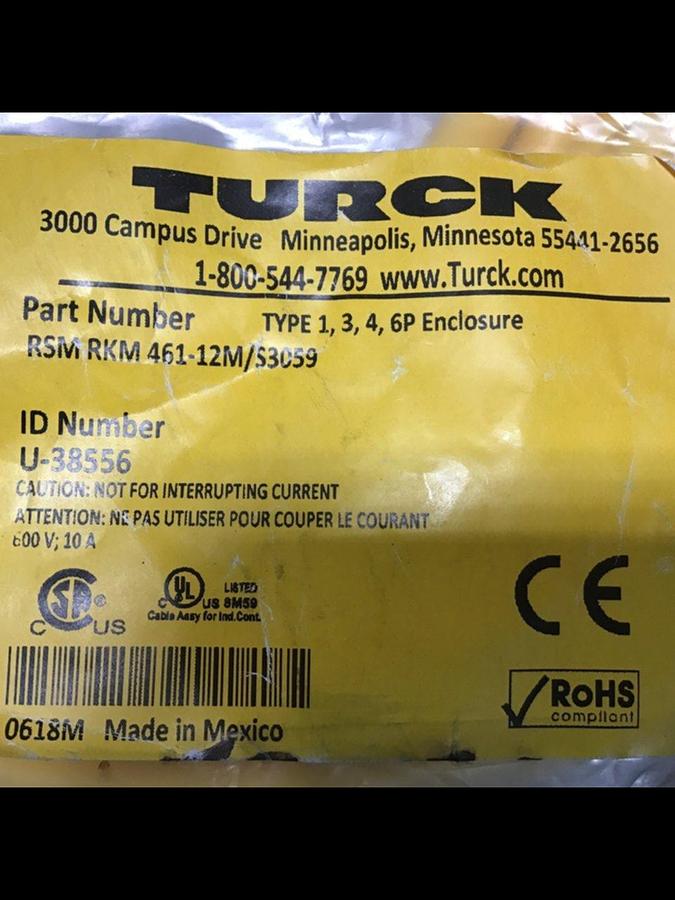 TURCK
3000 Campus Drive Minneapolis, Minnesota 55441-2656
1-800-544-7769 www.Turck.com
Part Number TYPE 1, 3, 4, 6P Enclosure
RSM RKM 461-12M/S3059
ID Number
U-38556
CAUTION: NOT FOR INTERRUPTING CURRENT
ATTENTION: NE PAS UTILISER POUR COUPER LE COURANT
600 V; 10 A
C SP ® US
c UL US LISTED 8M59
Cable Assy for Ind.Cont.
CE
RoHS
compliant
0618M Made in Mexico